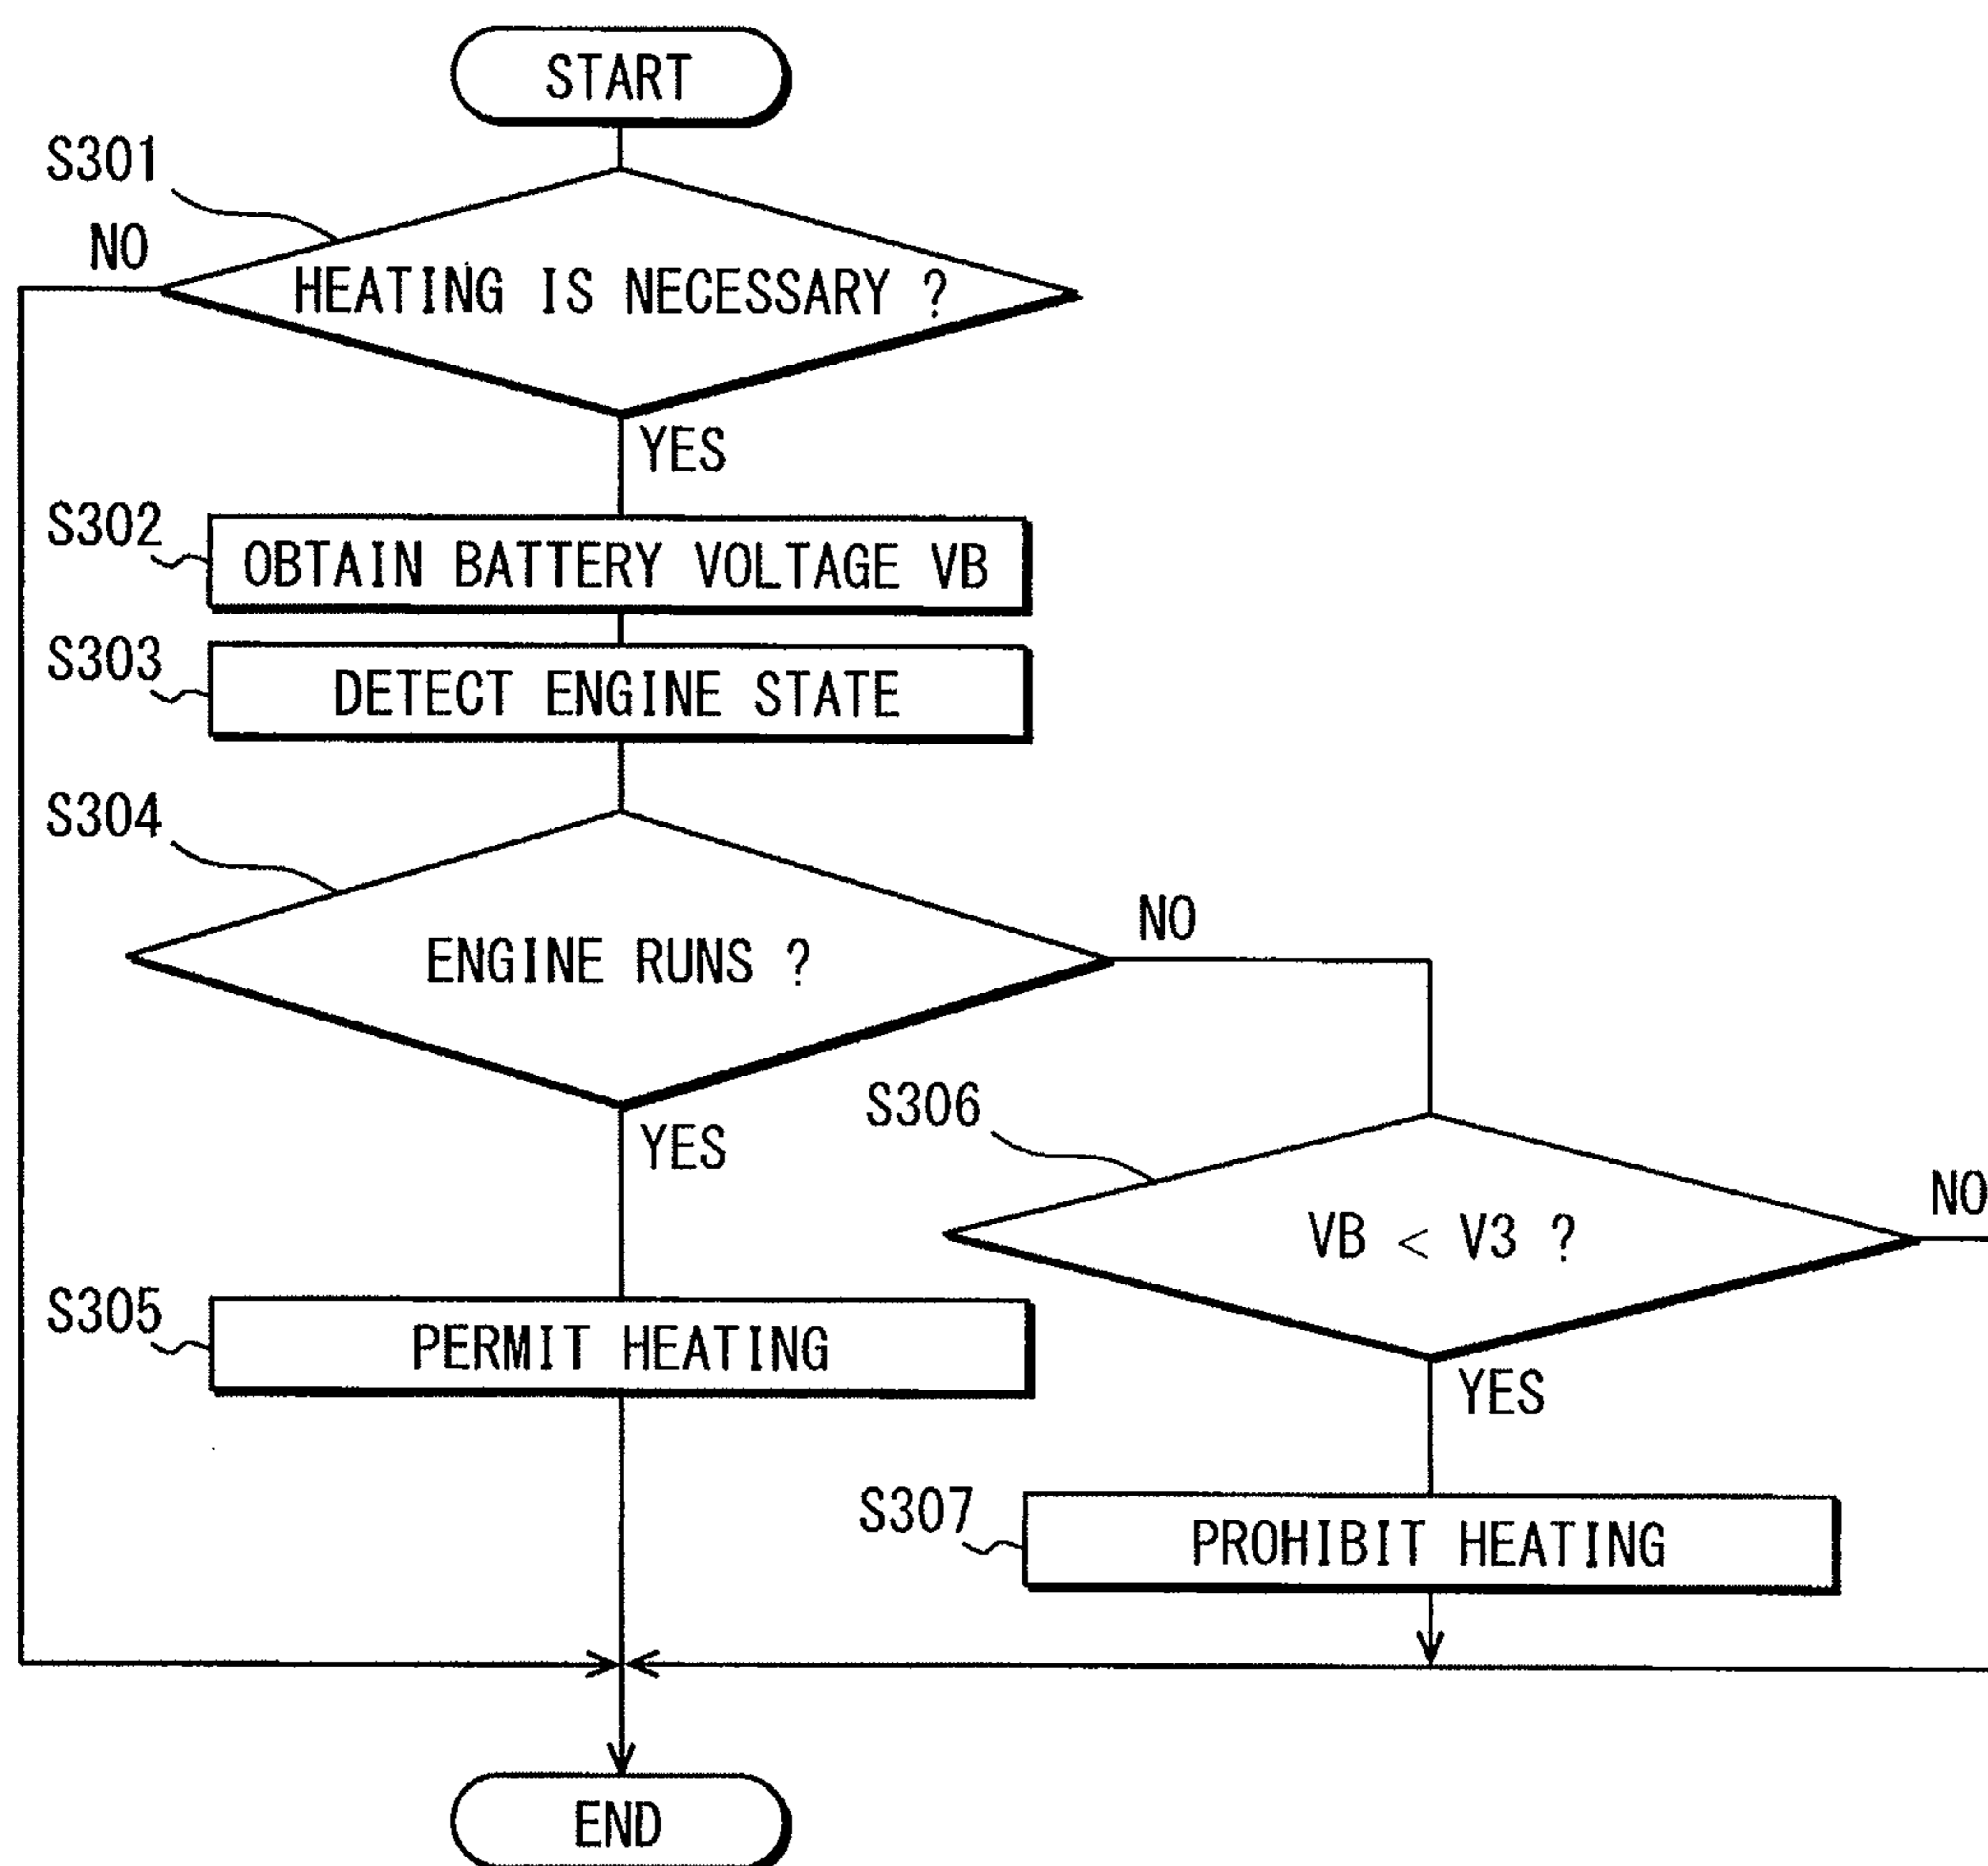 START
S301
NO
HEATING IS NECESSARY ?
YES
S302
OBTAIN BATTERY VOLTAGE VB
S303
DETECT ENGINE STATE
S304
ENGINE RUNS ?
NO
YES
S306
VB < V3 ?
NO
YES
S305
PERMIT HEATING
S307
PROHIBIT HEATING
END